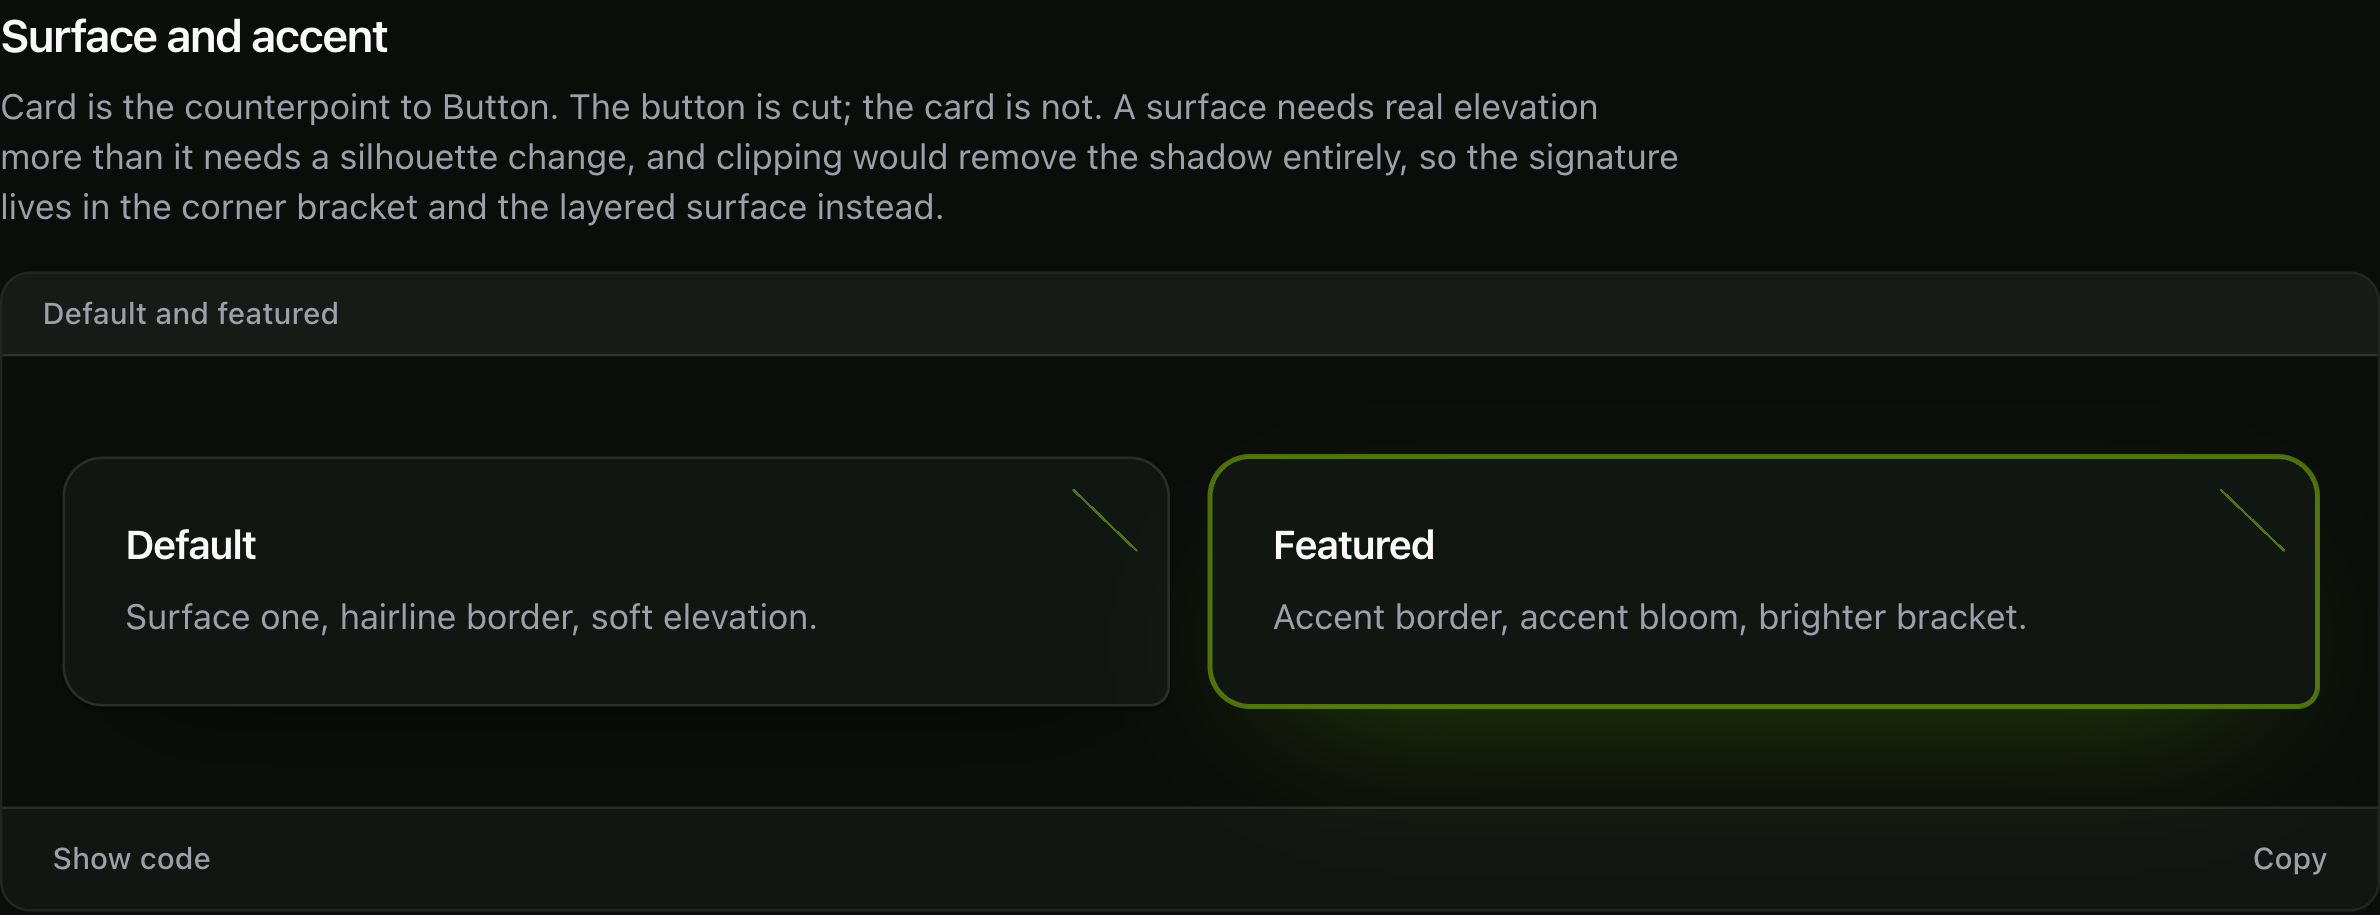 Surface and accent
Card is the counterpoint to Button. The button is cut; the card is not. A surface needs real elevation
more than it needs a silhouette change, and clipping would remove the shadow entirely, so the signature
lives in the corner bracket and the layered surface instead.
Default and featured
Default
Surface one, hairline border, soft elevation.
Featured
Accent border, accent bloom, brighter bracket.
Show code
Copy